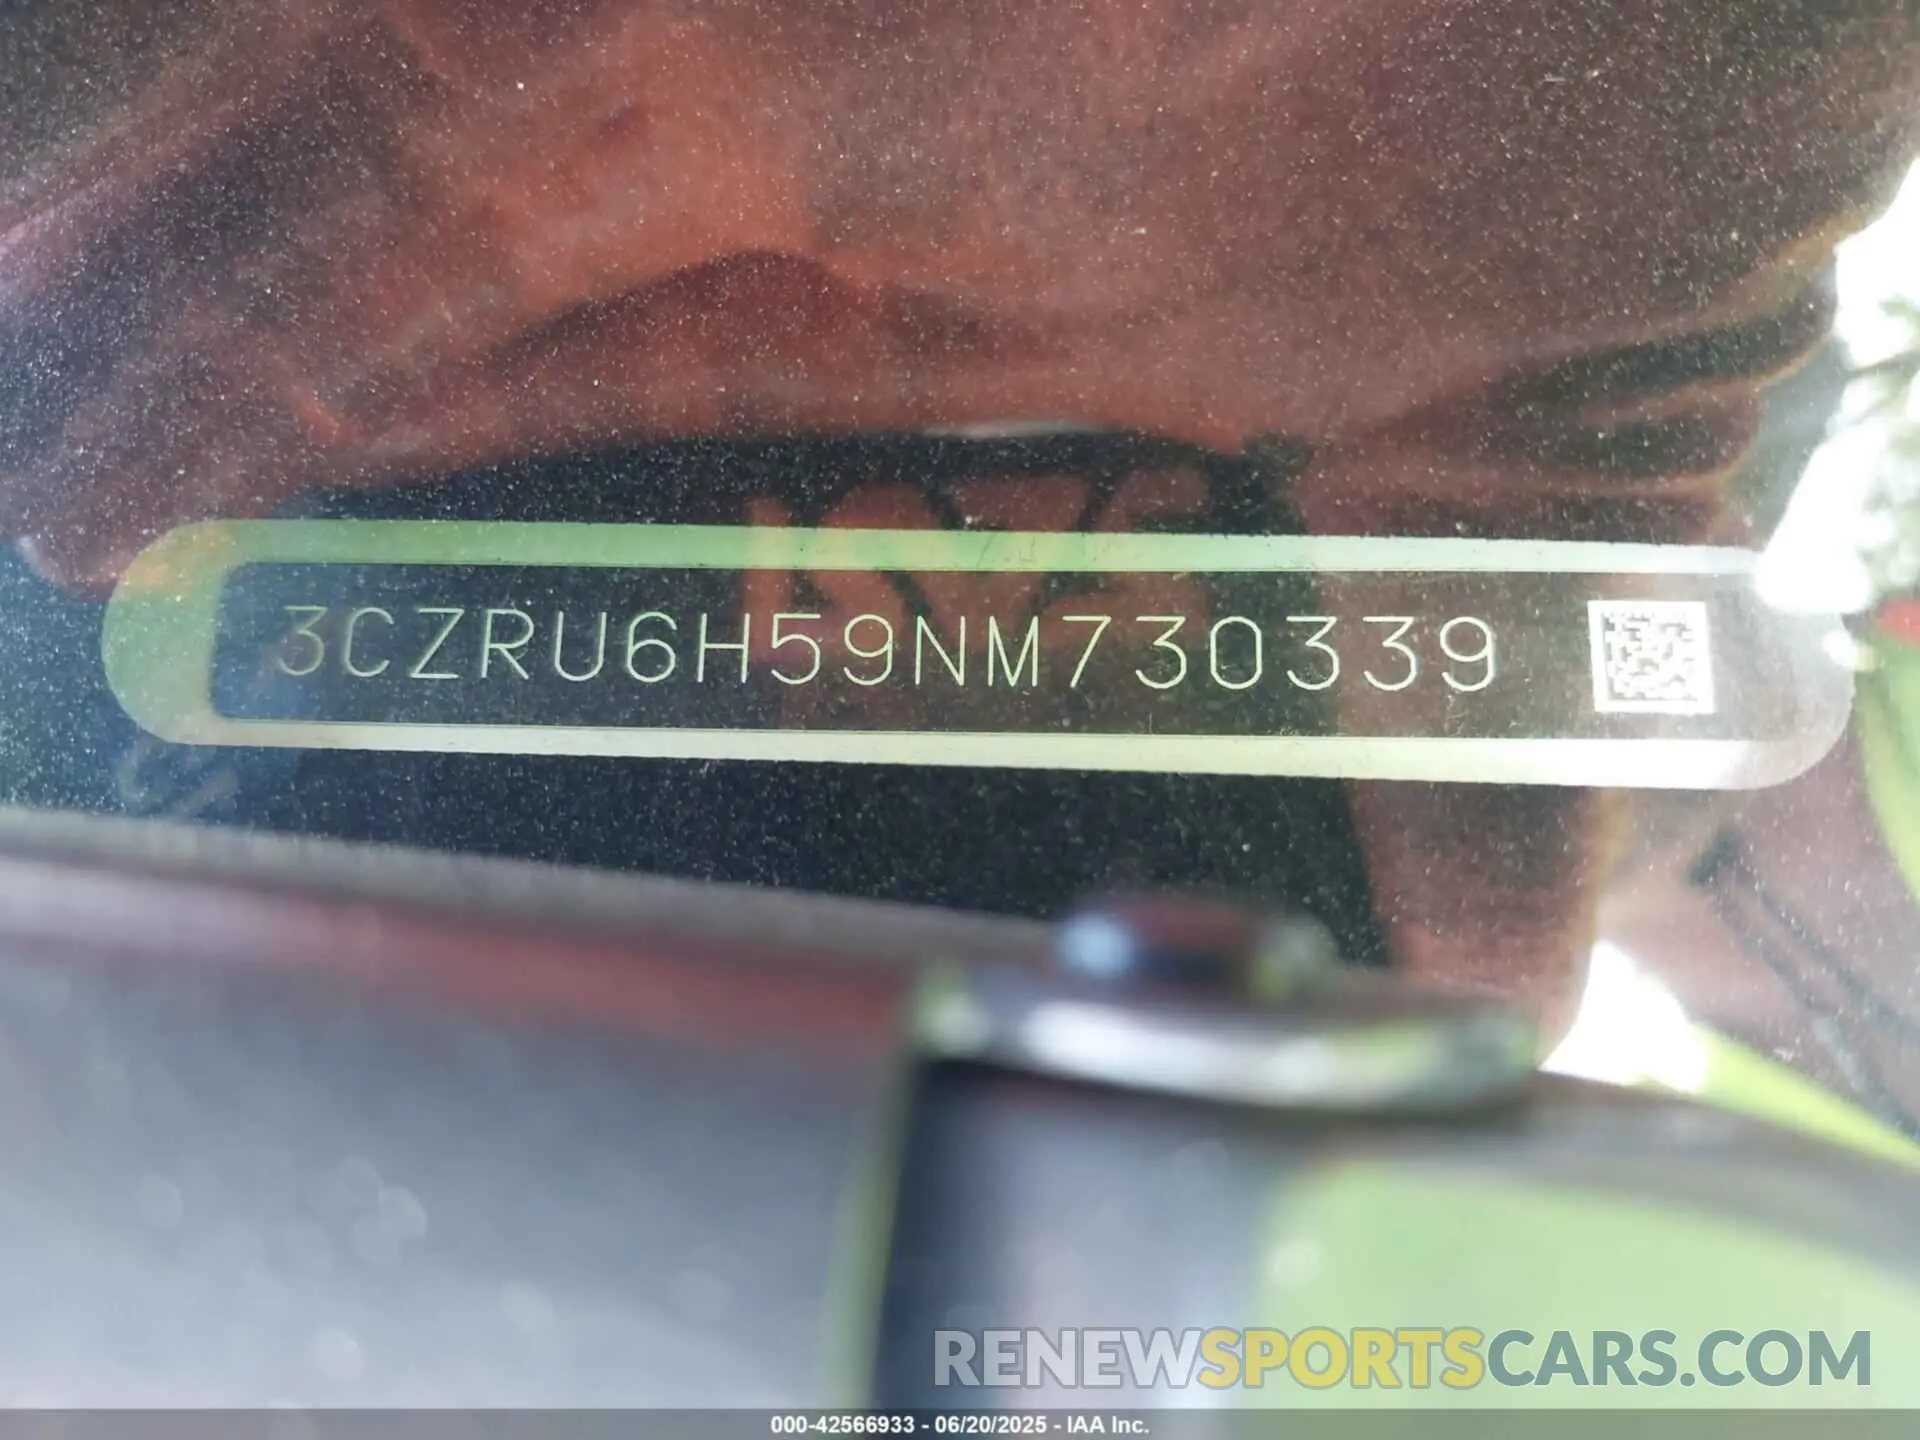 3CZRU6H59NM730339
RENEWSPORTSCARS.COM
000-42566933 - 06/20/2025 - IAA Inc.